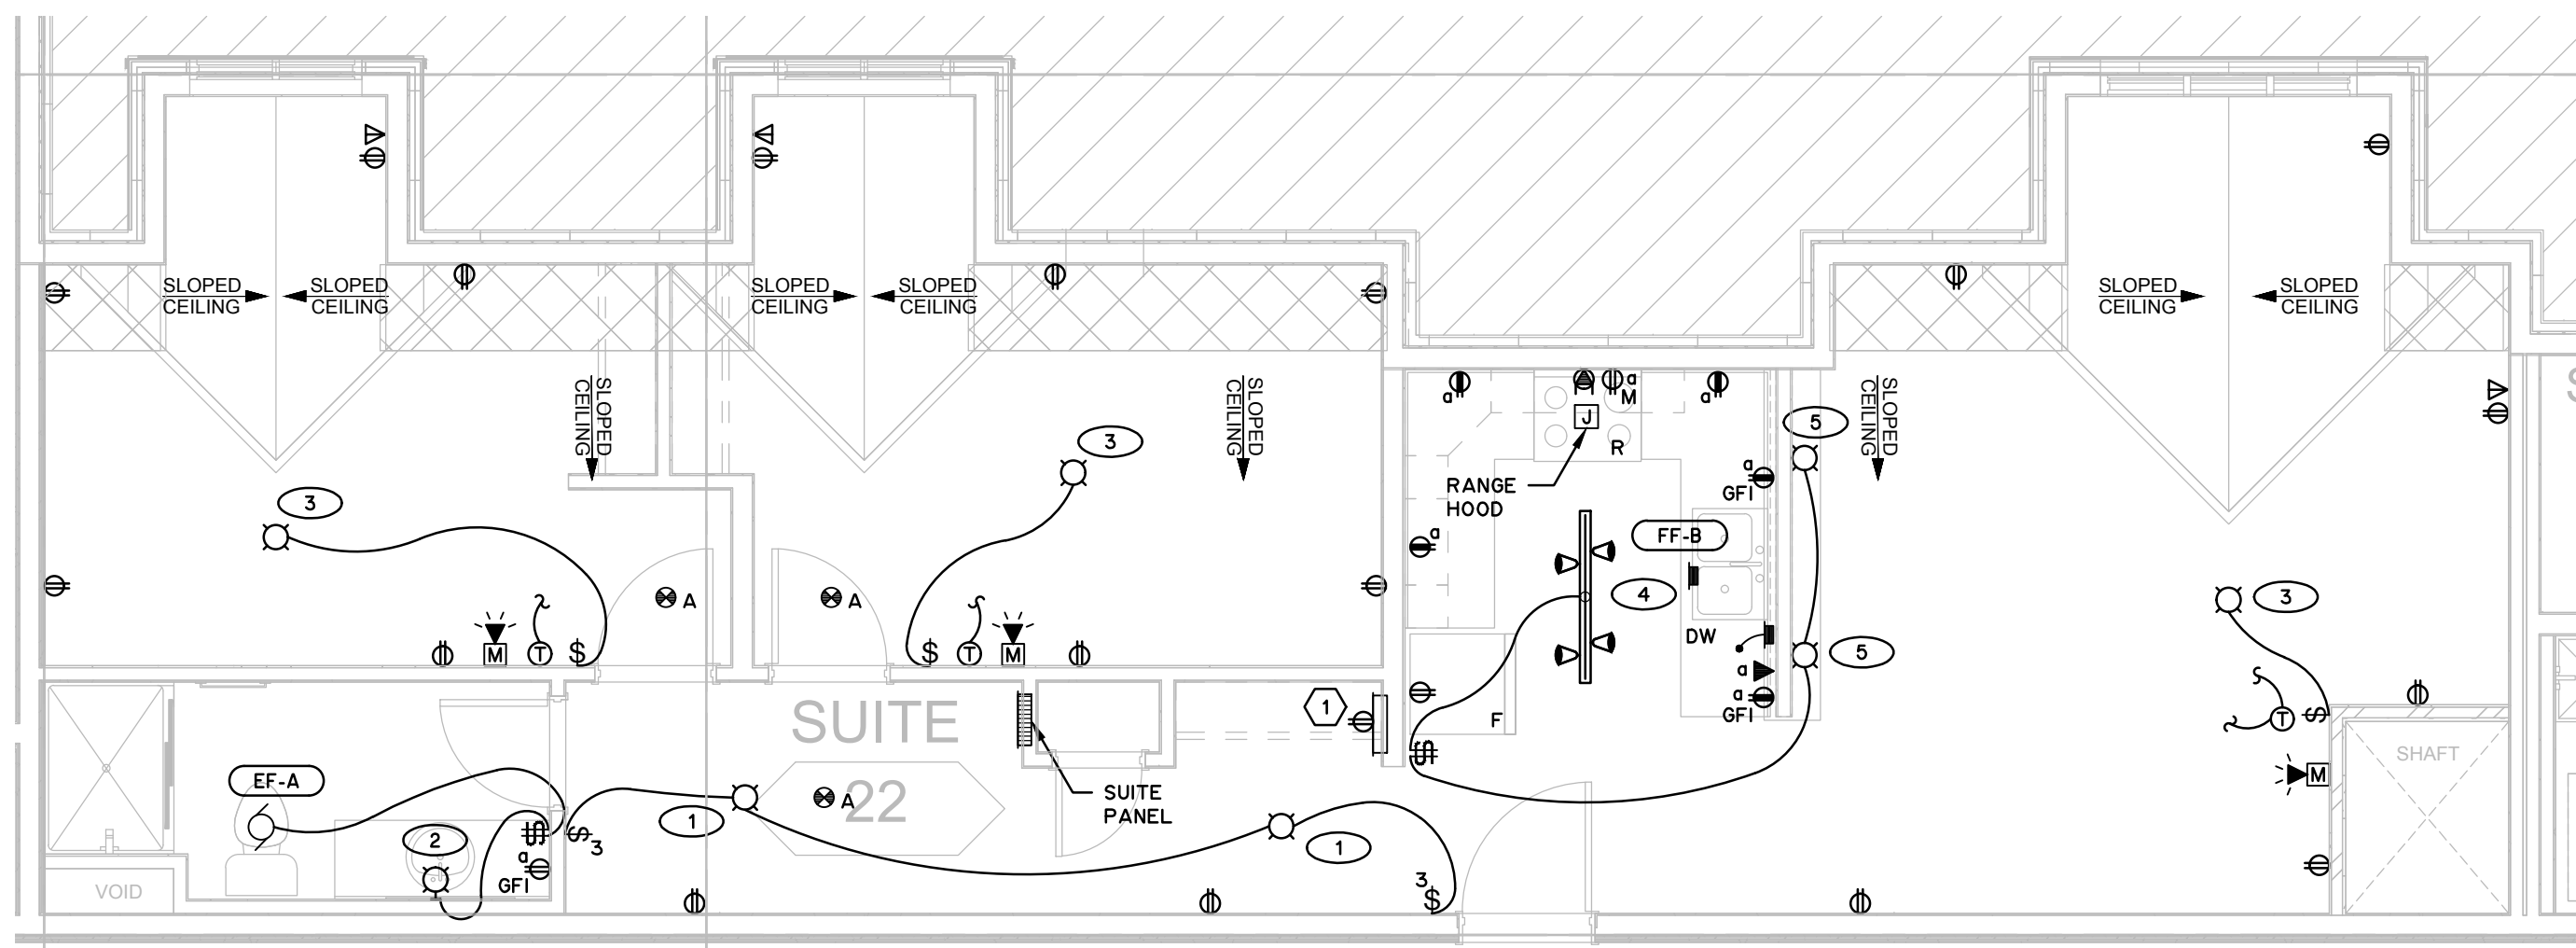 SLOPED
CEILING
SLOPED
CEILING
SLOPED
CEILING
SLOPED
CEILING
SLOPED
CEILING
SLOPED
CEILING
SLOPED
CEILING
SLOPED
CEILING
SLOPED
CEILING
a
a
M
a
J
R
RANGE
HOOD
3
3
5
a
GFI
a
FF-B
4
3
A
A
M
T
$
$
T
M
DW
5
a
a
GFI
F
$$
T
$
M
SHAFT
1
SUITE
22
SUITE
PANEL
EF-A
2
$$
a
GFI
$
3
1
A
1
3
$
VOID